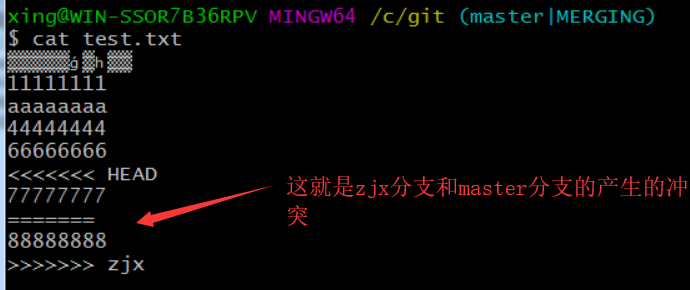 xing@WIN-SSOR7B36RPV MINGW64 /c/git (master|MERGING)
$ cat test.txt
11111111
aaaaaaaa
44444444
66666666
<<<<<<< HEAD
77777777
=======
88888888
>>>>>>> zjx
这就是zjx分支和master分支的产生的冲
突